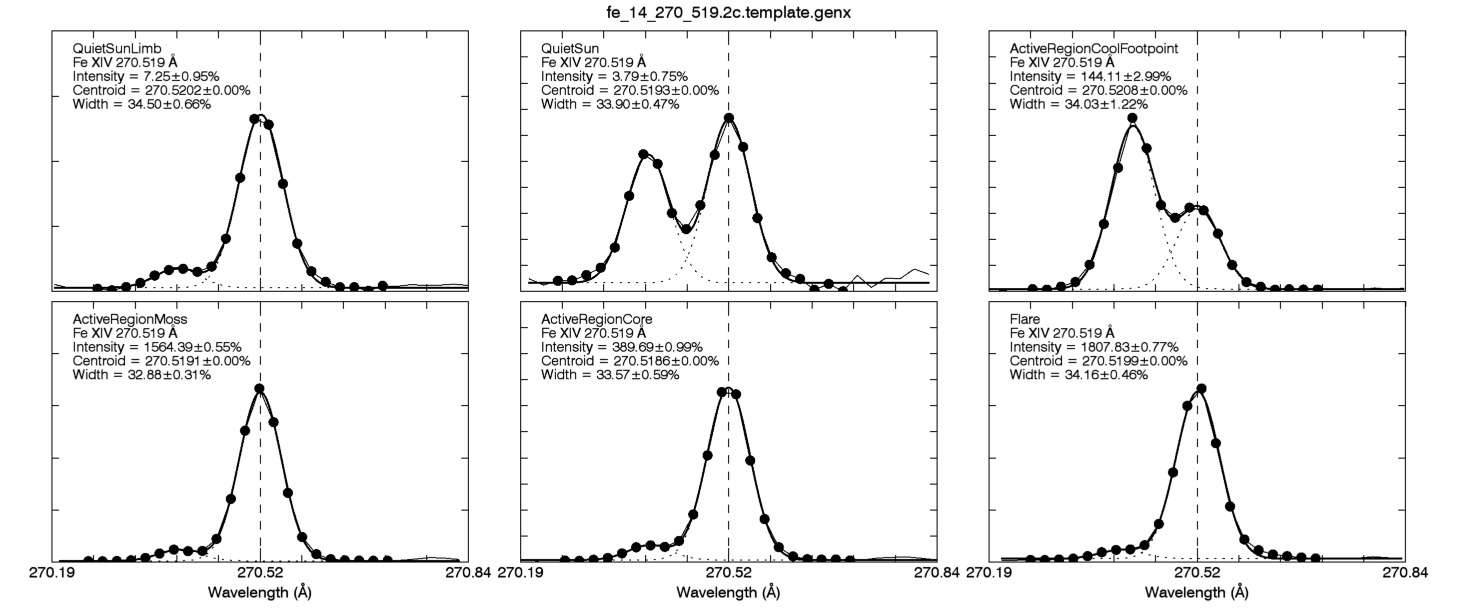 fe_14_270_519.2c.template.genx
QuietSunLimb
Fe XIV 270.519 Å
Intensity = 7.25±0.95%
Centroid = 270.5202±0.00%
Width = 34.50±0.66%
QuietSun
Fe XIV 270.519 Å
Intensity = 3.79±0.75%
Centroid = 270.5193±0.00%
Width = 33.90±0.47%
ActiveRegionCoolFootpoint
Fe XIV 270.519 Å
Intensity = 144.11±2.99%
Centroid = 270.5208±0.00%
Width = 34.03±1.22%
ActiveRegionMoss
Fe XIV 270.519 Å
Intensity = 1564.39±0.55%
Centroid = 270.5191±0.00%
Width = 32.88±0.31%
ActiveRegionCore
Fe XIV 270.519 Å
Intensity = 389.69±0.99%
Centroid = 270.5186±0.00%
Width = 33.57±0.59%
Flare
Fe XIV 270.519 Å
Intensity = 1807.83±0.77%
Centroid = 270.5199±0.00%
Width = 34.16±0.46%
270.19 270.52 270.84 270.19 270.52 270.84 270.19 270.52 270.84
Wavelength (Å) Wavelength (Å) Wavelength (Å)